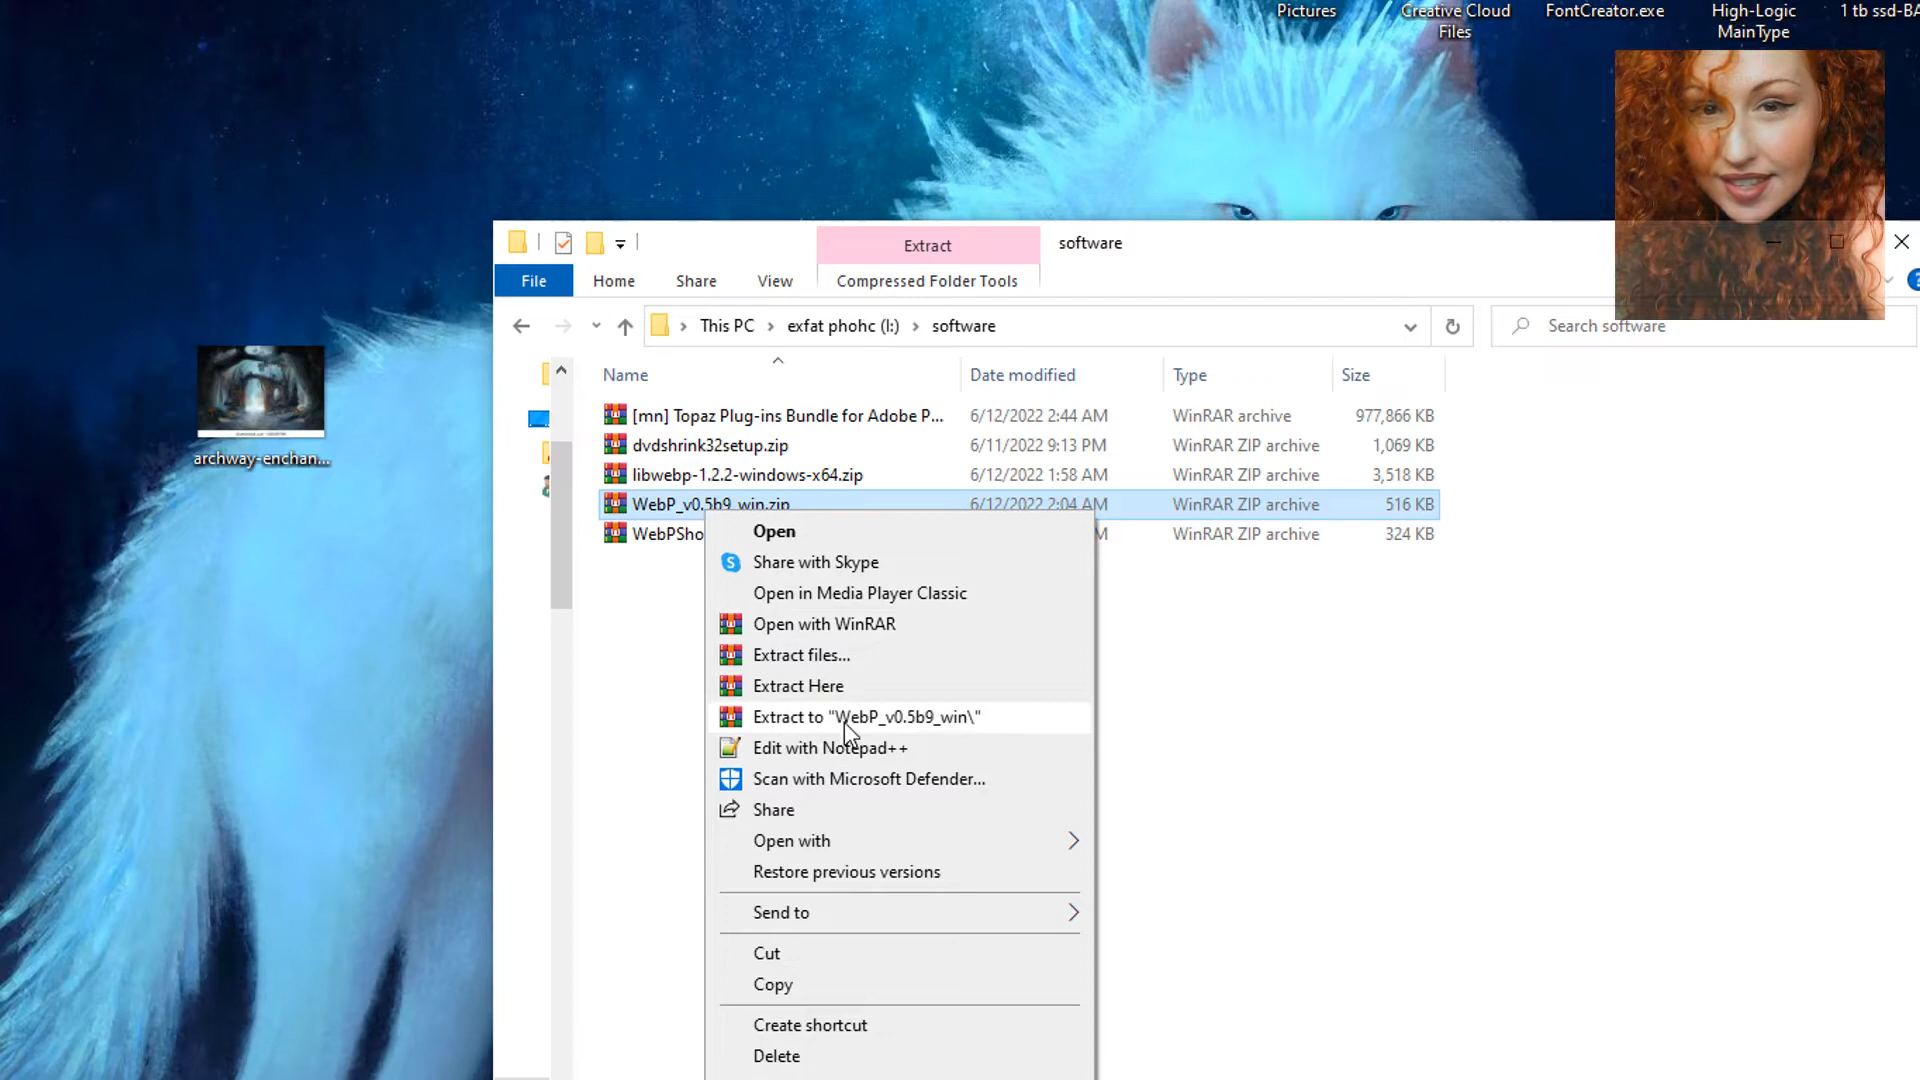 Pictures
Creative Cloud
Files
FontCreator.exe
High-Logic
MainType
1 tb ssd-BA
archway-enchan...
Extract
software
File
Home
Share
View
Compressed Folder Tools
This PC
exfat phohc (I:)
software
Search software
Name
Date modified
Type
Size
[mn] Topaz Plug-ins Bundle for Adobe P... 6/12/2022 2:44 AM WinRAR archive 977,866 KB
dvdshrink32setup.zip 6/11/2022 9:13 PM WinRAR ZIP archive 1,069 KB
libwebp-1.2.2-windows-x64.zip 6/12/2022 1:58 AM WinRAR ZIP archive 3,518 KB
WebP_v0.5b9_win.zip 6/12/2022 2:04 AM WinRAR ZIP archive 516 KB
WebPSho M WinRAR ZIP archive 324 KB
Open
Share with Skype
Open in Media Player Classic
Open with WinRAR
Extract files...
Extract Here
Extract to "WebP_v0.5b9_win\"
Edit with Notepad++
Scan with Microsoft Defender...
Share
Open with
Restore previous versions
Send to
Cut
Copy
Create shortcut
Delete